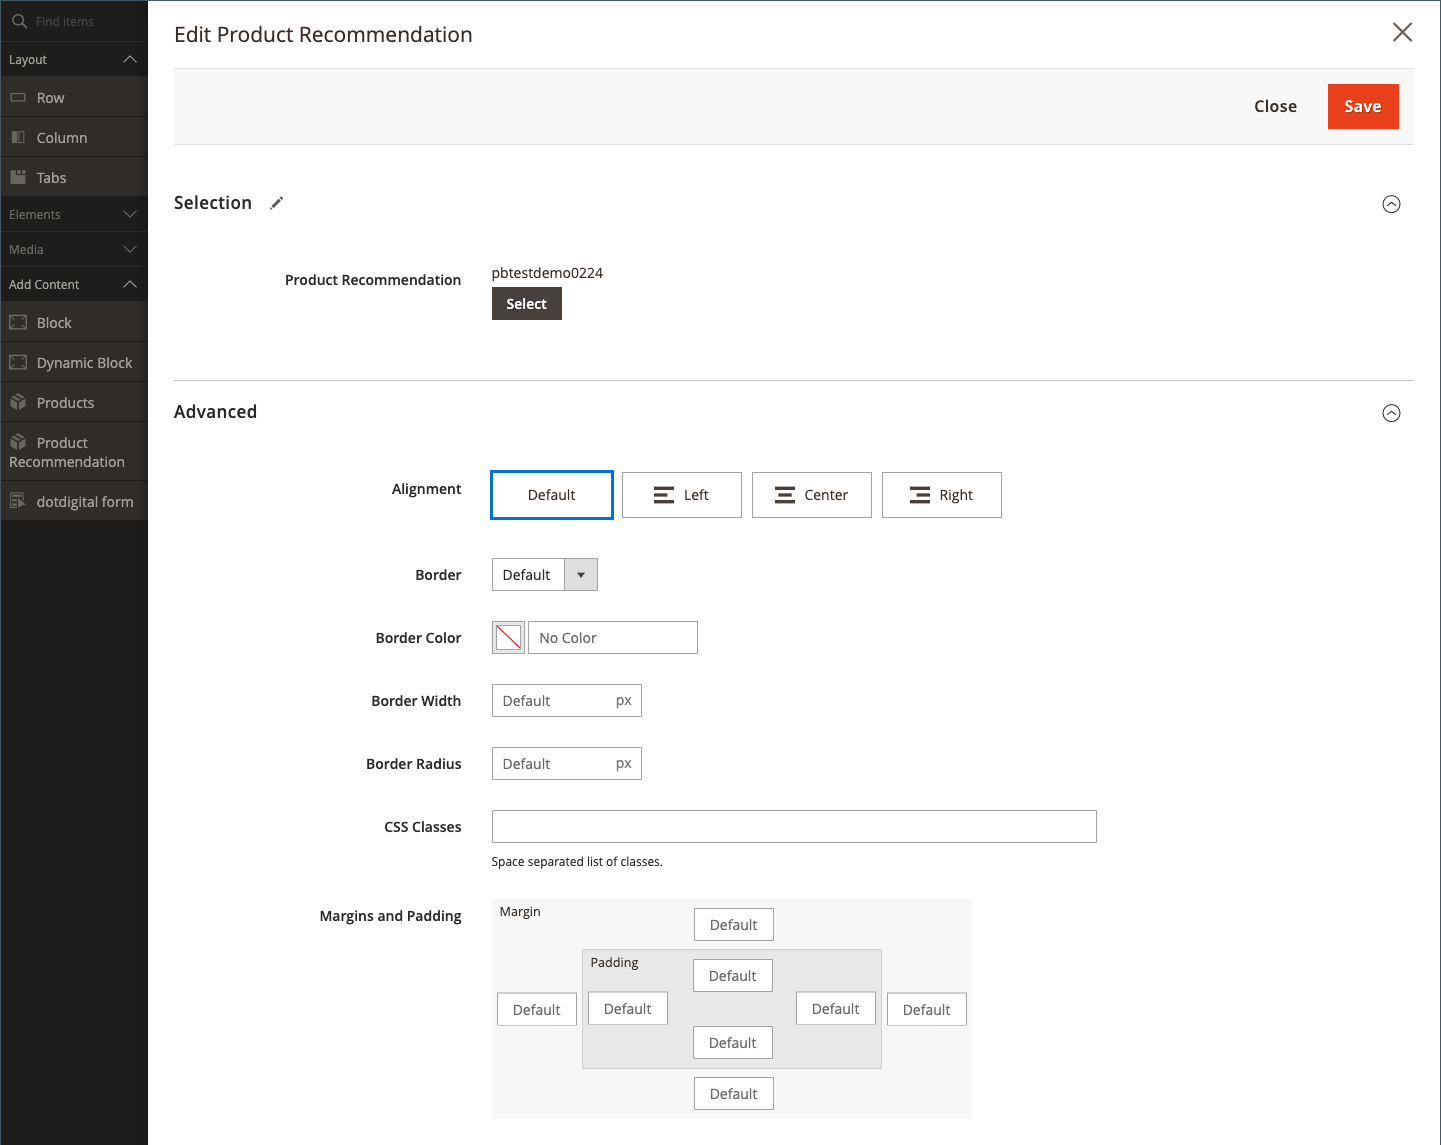 Find items
Layout
Row
Column
Tabs
Elements
Media
Add Content
Block
Dynamic Block
Products
Product
Recommendation
dotdigital form
Edit Product Recommendation
Close
Save
Selection
Product Recommendation
pbtestdemo0224
Select
Advanced
Alignment
Default
Left
Center
Right
Border
Default
Border Color
No Color
Border Width
Default px
Border Radius
Default px
CSS Classes
Space separated list of classes.
Margins and Padding
Margin
Default
Padding
Default
Default
Default
Default
Default
Default
Default